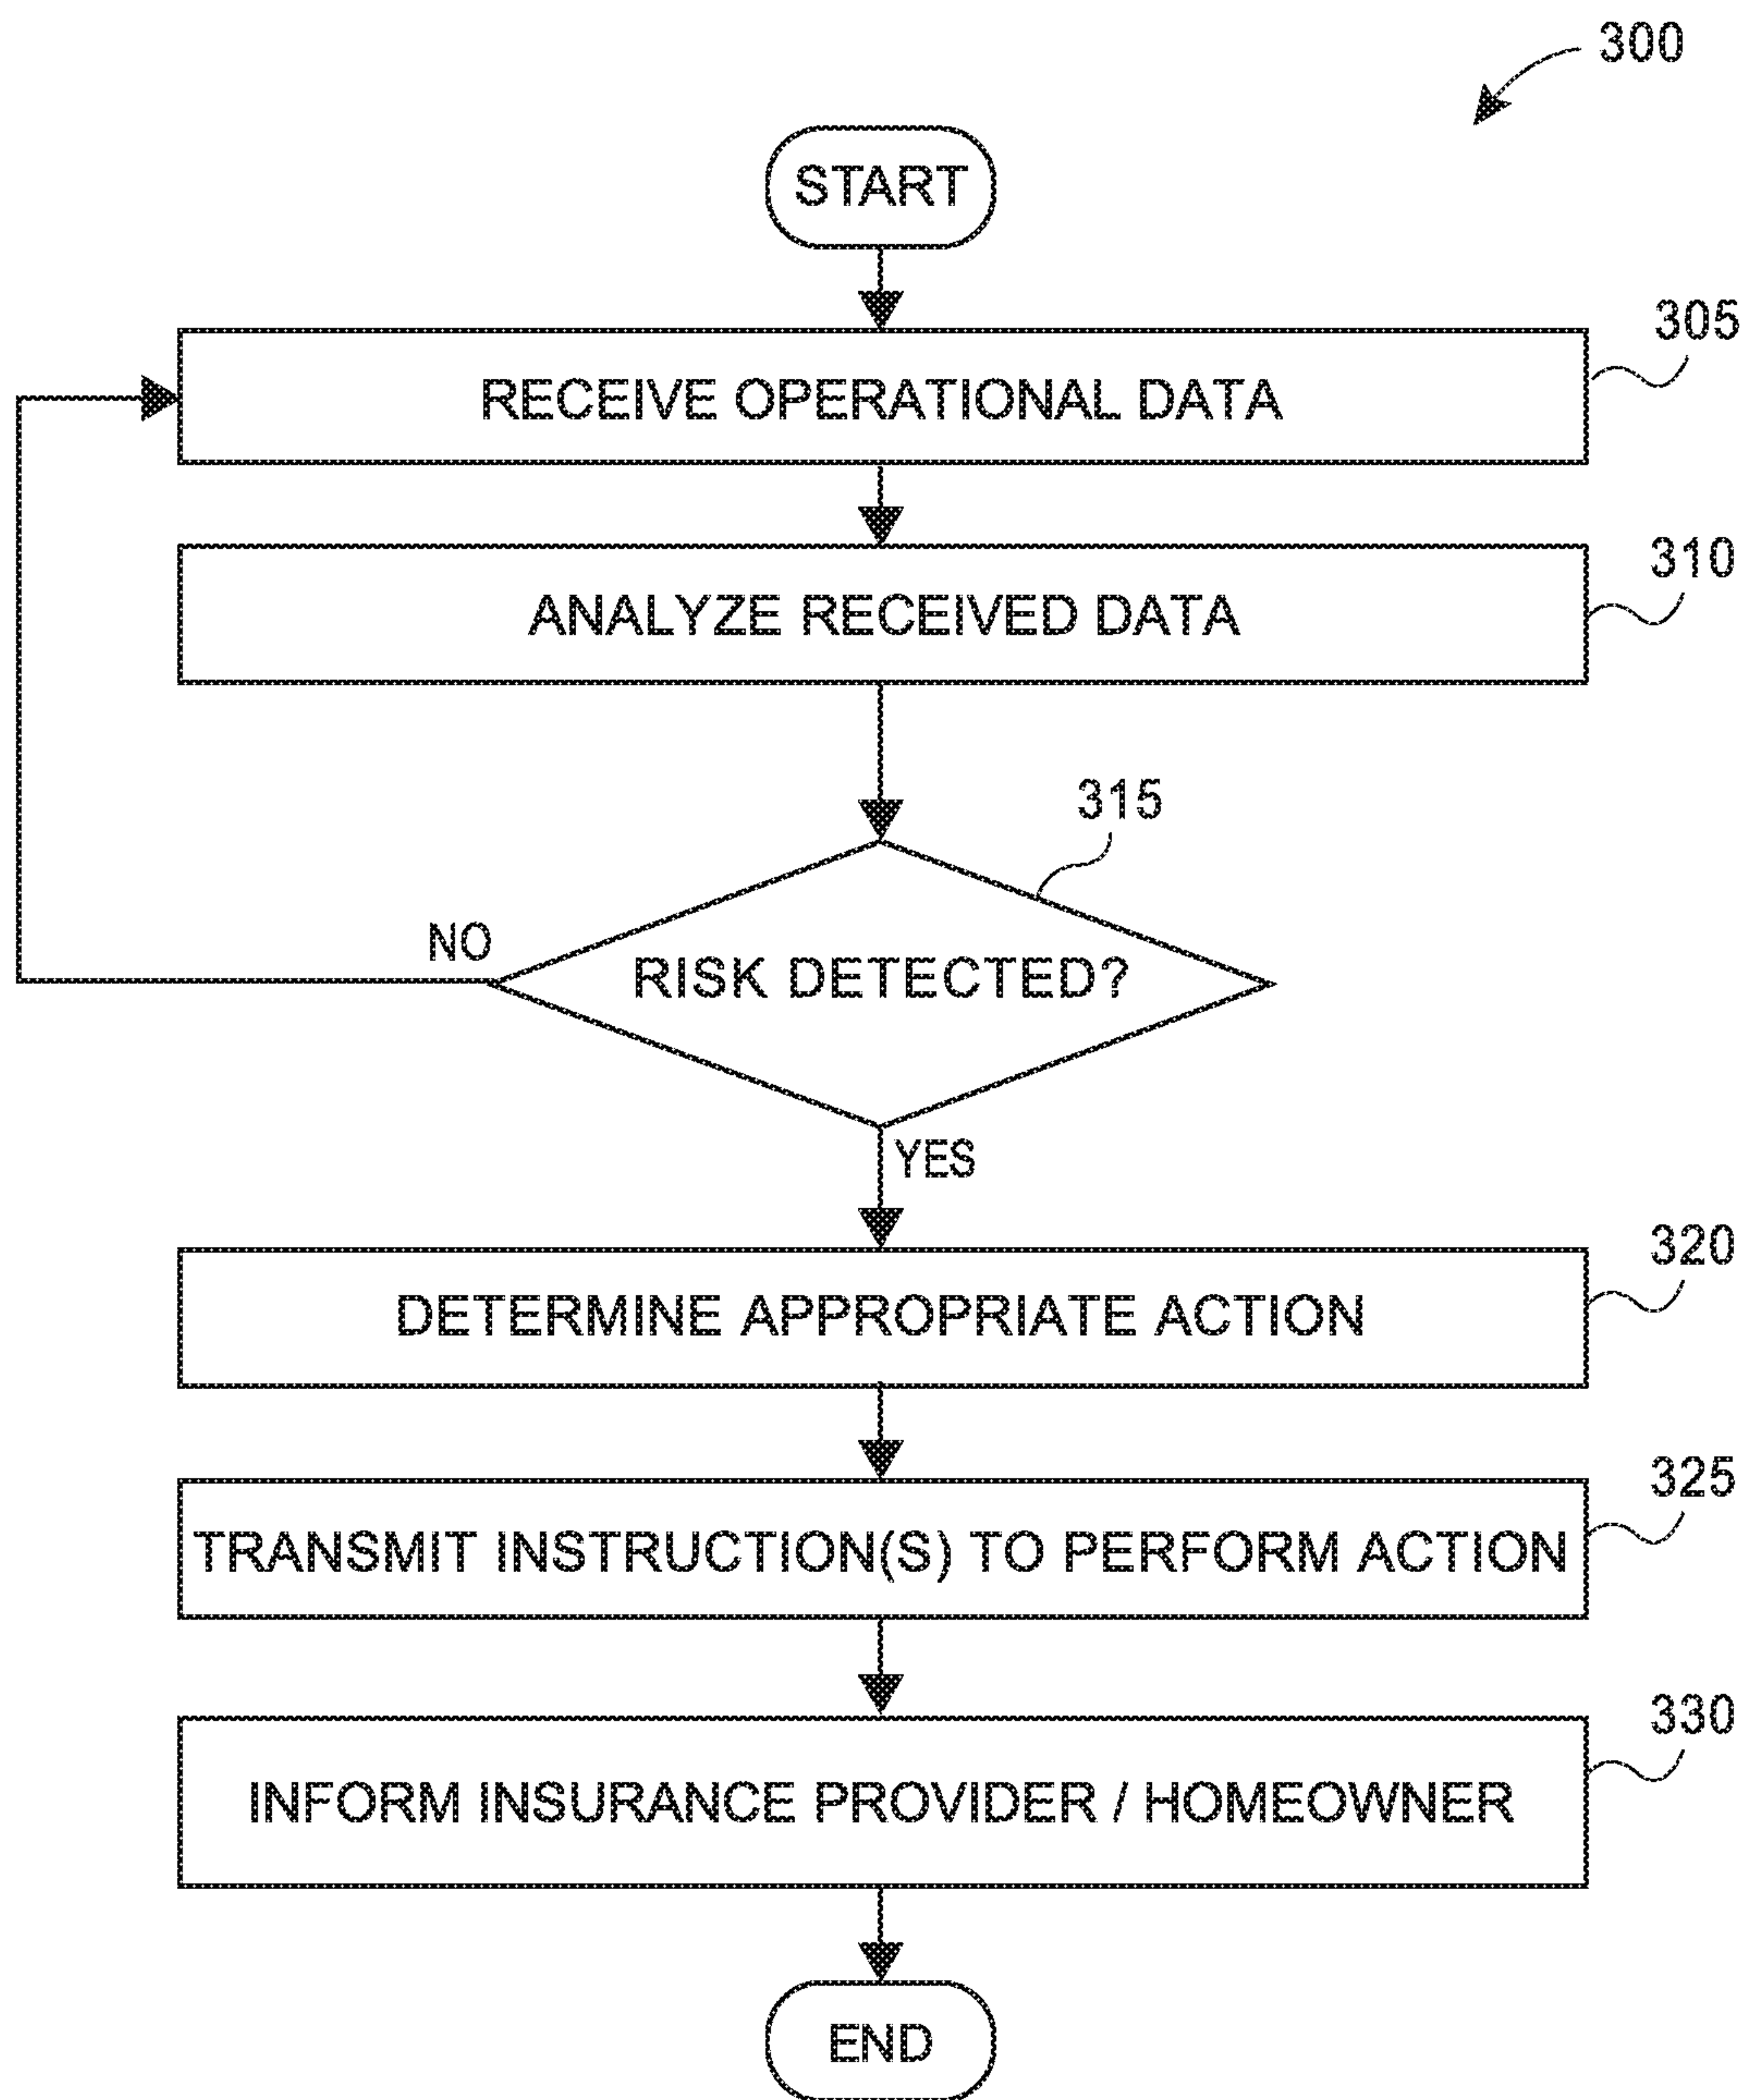 300
START
305
RECEIVE OPERATIONAL DATA
310
ANALYZE RECEIVED DATA
315
NO
RISK DETECTED?
YES
320
DETERMINE APPROPRIATE ACTION
325
TRANSMIT INSTRUCTION(S) TO PERFORM ACTION
330
INFORM INSURANCE PROVIDER / HOMEOWNER
END